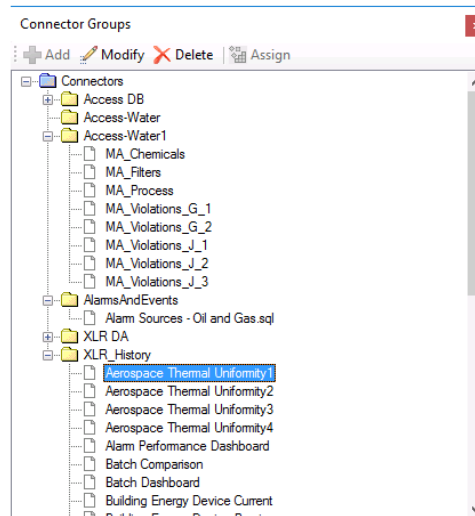 Connector Groups
Add Modify Delete Assign
Connectors
Access DB
Access-Water
Access-Water1
MA_Chemicals
MA_Filters
MA_Process
MA_Violations_G_1
MA_Violations_G_2
MA_Violations_J_1
MA_Violations_J_2
MA_Violations_J_3
AlarmsAndEvents
Alarm Sources - Oil and Gas.sql
XLR DA
XLR_History
Aerospace Thermal Uniformity1
Aerospace Thermal Uniformity2
Aerospace Thermal Uniformity3
Aerospace Thermal Uniformity4
Alarm Performance Dashboard
Batch Comparison
Batch Dashboard
Building Energy Device Current